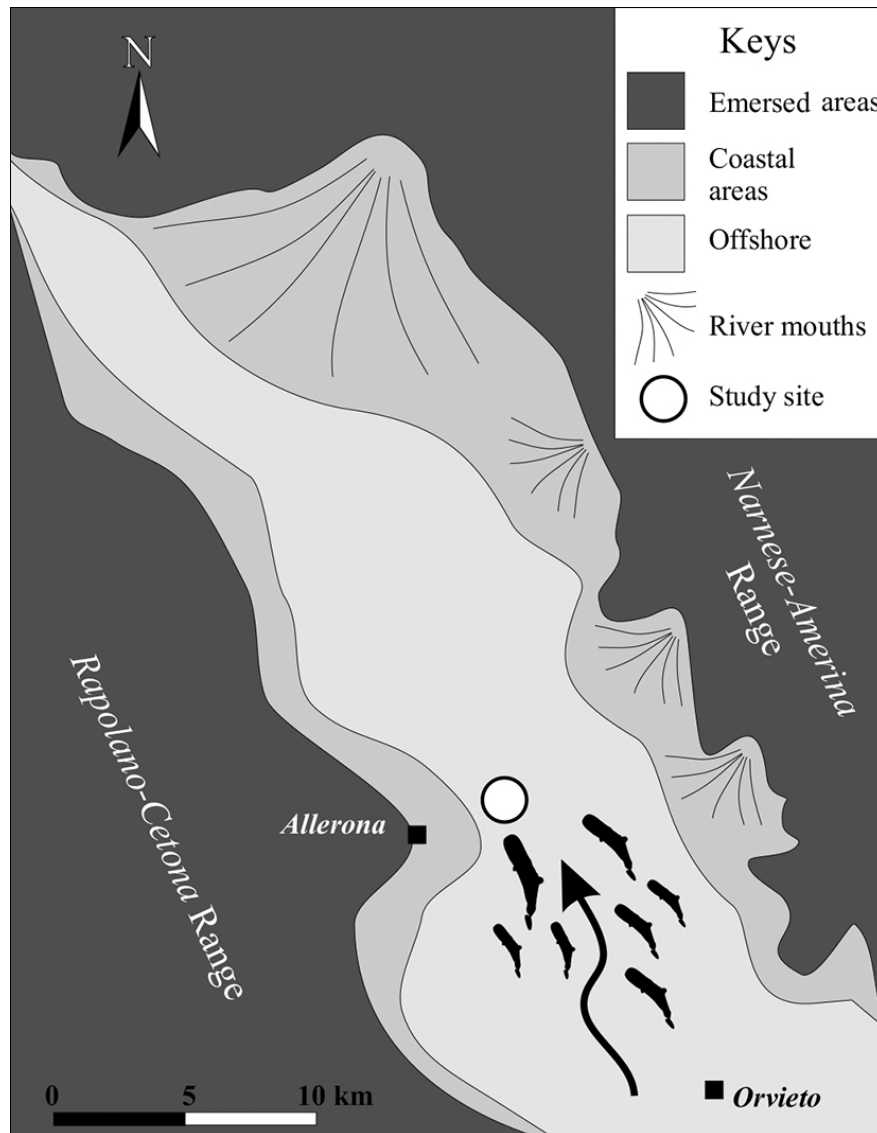 N
Keys
Emersed areas
Coastal
areas
Offshore
River mouths
Study site
Narnese-Amerina
Range
Rapolano-Cetona Range
Allerona
Orvieto
0 5 10 km